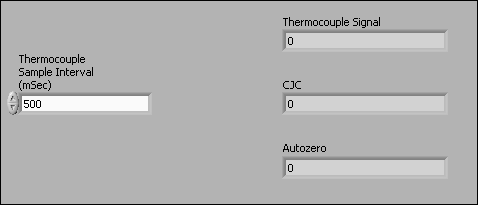 Thermocouple
Sample Interval
(mSec)
500
Thermocouple Signal
0
CJC
0
Autozero
0